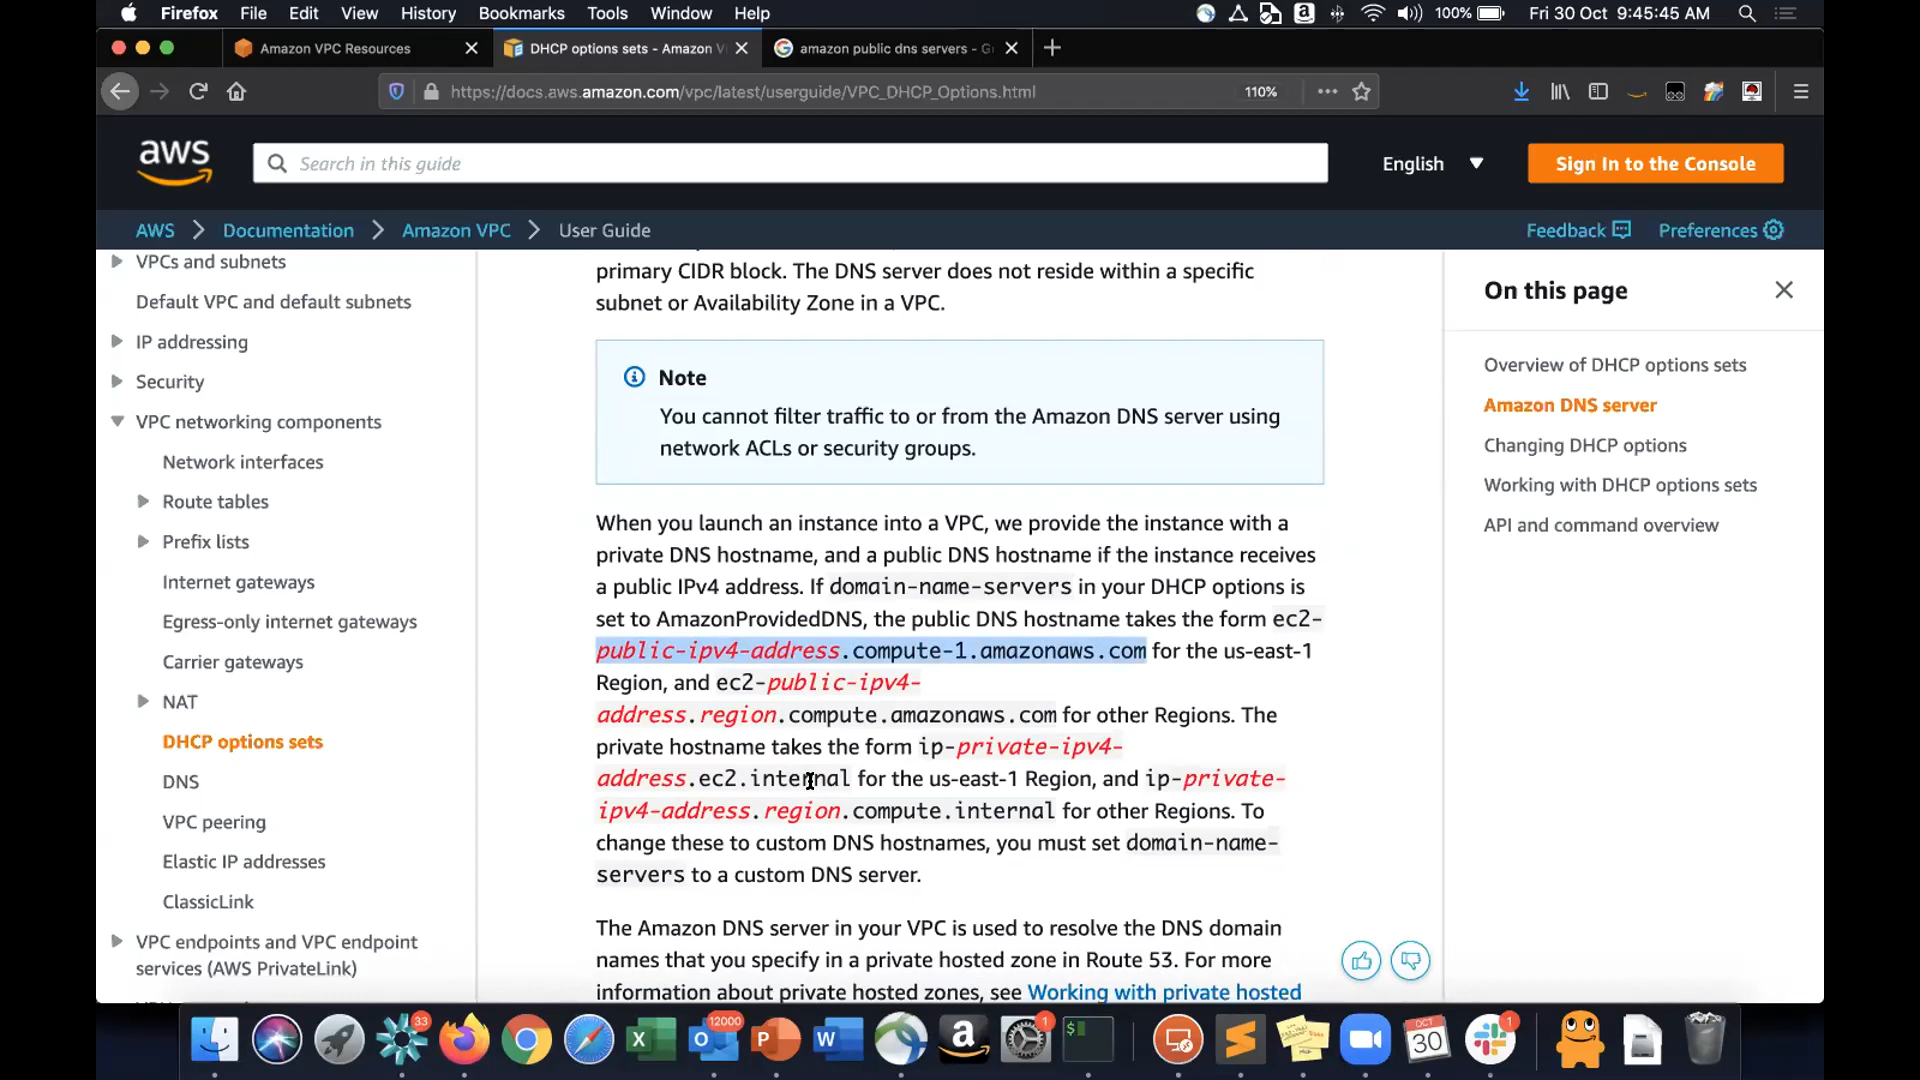 Firefox File Edit View History Bookmarks Tools Window Help 100% Fri 30 Oct 9:45:45 AM
Amazon VPC Resources DHCP options sets - Amazon V amazon public dns servers - G
https://docs.aws.amazon.com/vpc/latest/userguide/VPC_DHCP_Options.html 110%
aws Search in this guide English Sign In to the Console
AWS Documentation Amazon VPC User Guide Feedback Preferences
VPCs and subnets
Default VPC and default subnets
IP addressing
Security
VPC networking components
Network interfaces
Route tables
Prefix lists
Internet gateways
Egress-only internet gateways
Carrier gateways
NAT
DHCP options sets
DNS
VPC peering
Elastic IP addresses
ClassicLink
VPC endpoints and VPC endpoint
services (AWS PrivateLink)
primary CIDR block. The DNS server does not reside within a specific
subnet or Availability Zone in a VPC.
Note
You cannot filter traffic to or from the Amazon DNS server using
network ACLs or security groups.
When you launch an instance into a VPC, we provide the instance with a
private DNS hostname, and a public DNS hostname if the instance receives
a public IPv4 address. If domain-name-servers in your DHCP options is
set to AmazonProvidedDNS, the public DNS hostname takes the form ec2-
public-ipv4-address.compute-1.amazonaws.com for the us-east-1
Region, and ec2-public-ipv4-
address.region.compute.amazonaws.com for other Regions. The
private hostname takes the form ip-private-ipv4-
address.ec2.internal for the us-east-1 Region, and ip-private-
ipv4-address.region.compute.internal for other Regions. To
change these to custom DNS hostnames, you must set domain-name-
servers to a custom DNS server.
The Amazon DNS server in your VPC is used to resolve the DNS domain
names that you specify in a private hosted zone in Route 53. For more
information about private hosted zones, see Working with private hosted
On this page
Overview of DHCP options sets
Amazon DNS server
Changing DHCP options
Working with DHCP options sets
API and command overview
33 12000 1 OCT 30 1